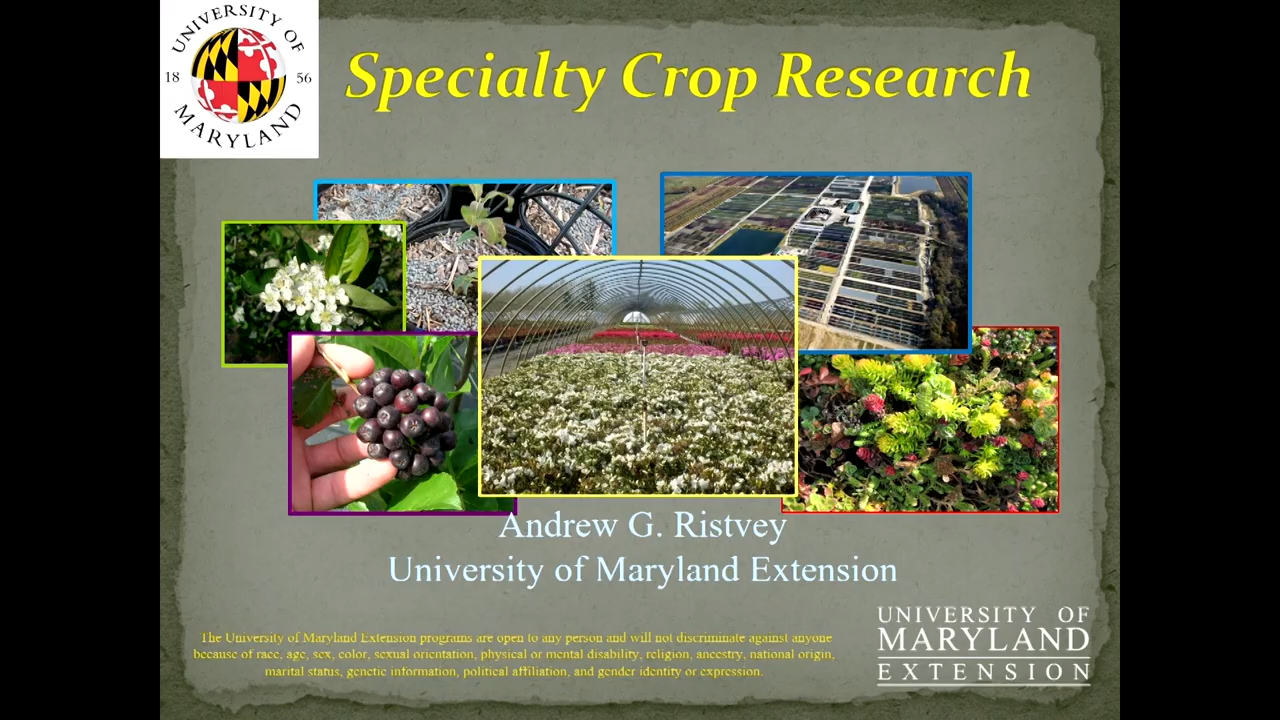 UNIVERSITY OF
18 56
MARYLAND
Specialty Crop Research
Andrew G. Ristvey
University of Maryland Extension
The University of Maryland Extension programs are open to any person and will not discriminate against anyone
because of race, age, sex, color, sexual orientation, physical or mental disability, religion, ancestry, national origin,
marital status, genetic information, political affiliation, and gender identity or expression.
UNIVERSITY OF
MARYLAND
EXTENSION